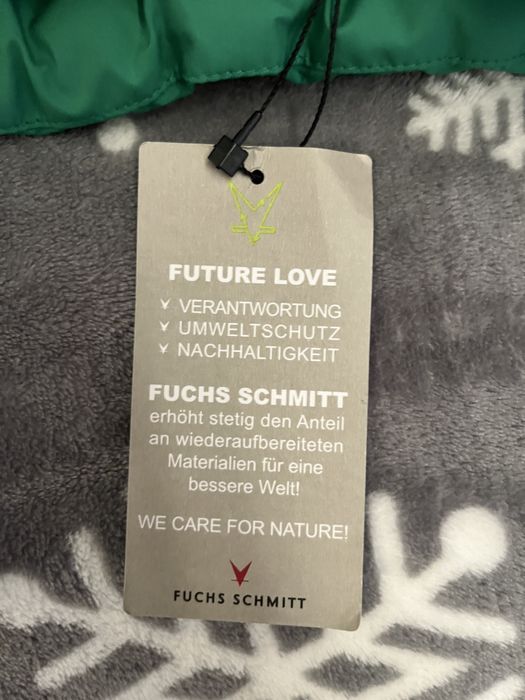 FUTURE LOVE
VERANTWORTUNG
UMWELTSCHUTZ
NACHHALTIGKEIT
FUCHS SCHMITT
erhöht stetig den Anteil
an wiederaufbereiteten
Materialien für eine
bessere Welt!
WE CARE FOR NATURE!
FUCHS SCHMITT